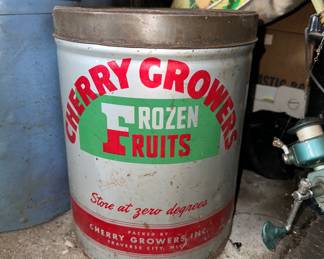 CHERRY GROWERS
FROZEN
FRUITS
Store at zero degrees
PACKED BY
CHERRY GROWERS, INC.
TRAVERSE CITY, MICH.